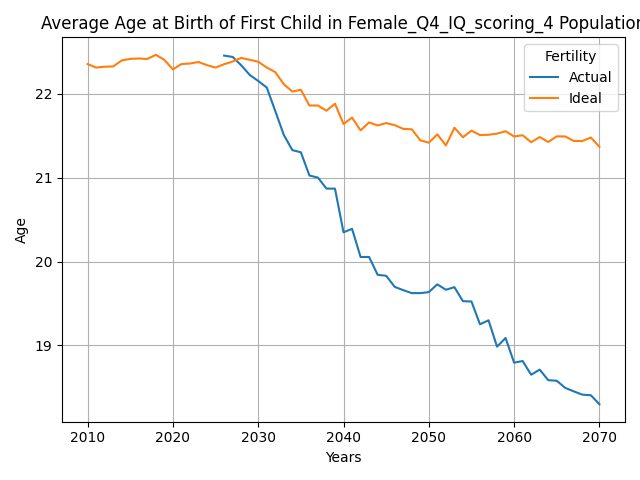 Average Age at Birth of First Child in Female_Q4_IQ_scoring_4 Population
Fertility
Actual
Ideal
22
21
20
19
Age
2010 2020 2030 2040 2050 2060 2070
Years